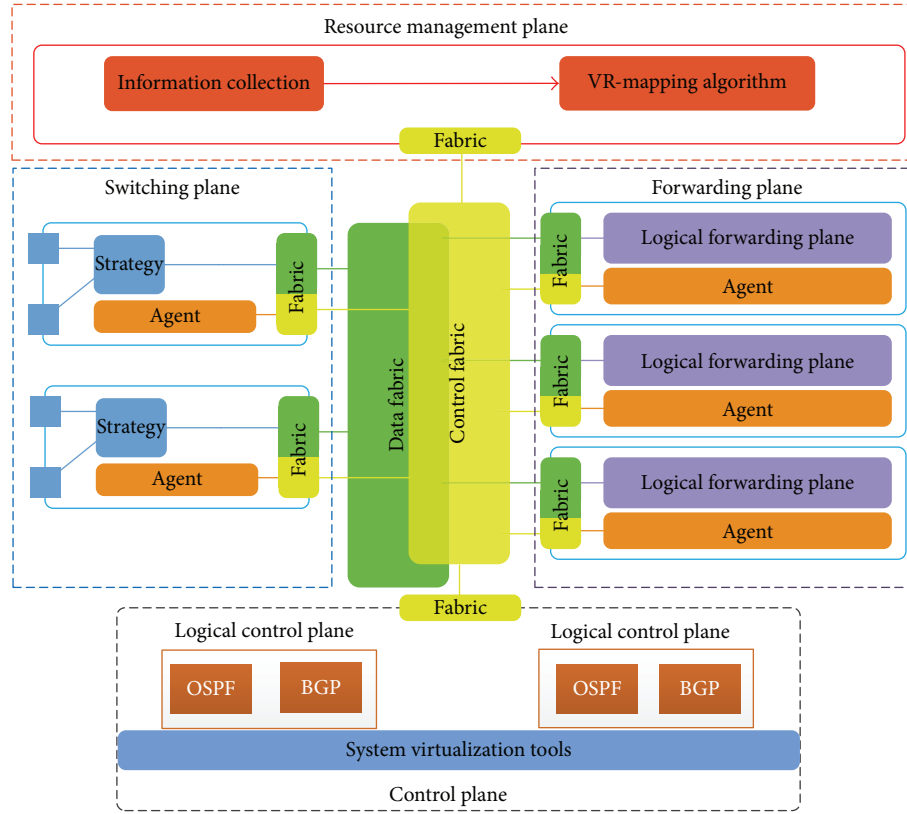 Resource management plane
Information collection
VR-mapping algorithm
Fabric
Switching plane
Strategy
Agent
Fabric
Strategy
Agent
Fabric
Data fabric
Control fabric
Forwarding plane
Fabric
Logical forwarding plane
Agent
Fabric
Logical forwarding plane
Agent
Fabric
Logical forwarding plane
Agent
Fabric
Logical control plane
OSPF
BGP
Logical control plane
OSPF
BGP
System virtualization tools
Control plane